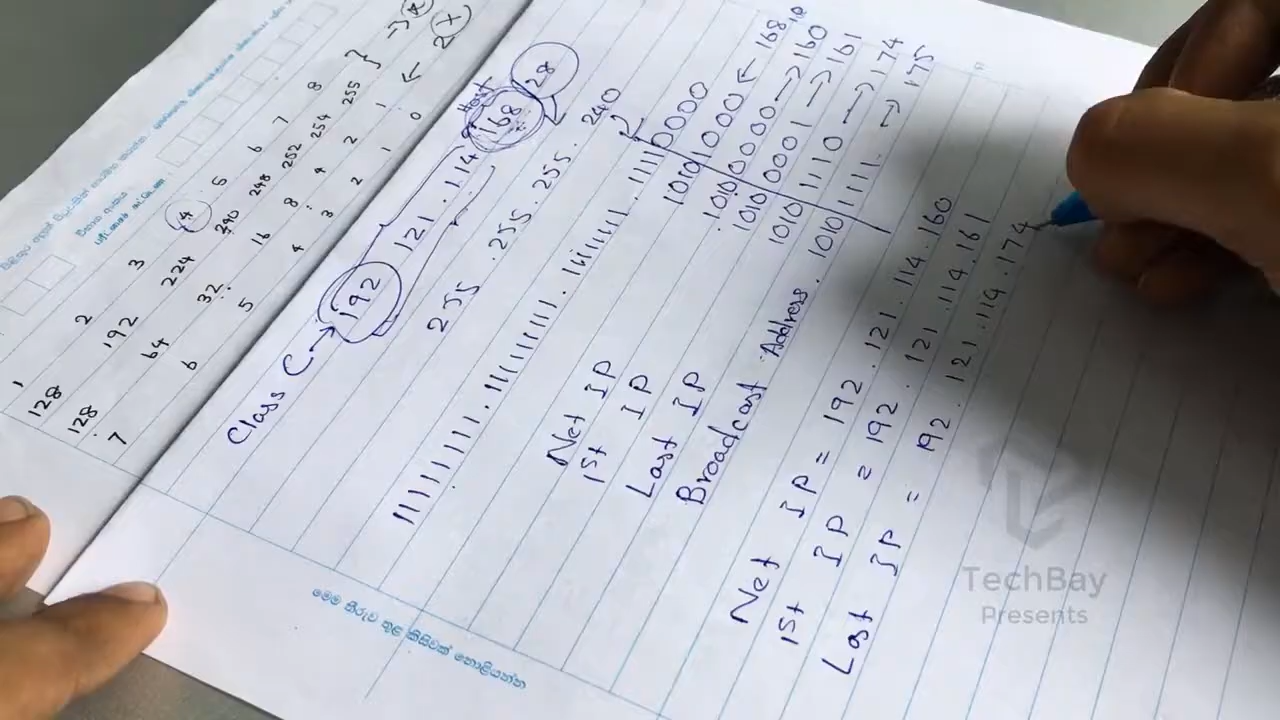 1 2 3 4 5 6 7 8
128 192 224 240 248 252 254 255
128 64 32 16 8 4 2 1
7 6 5 4 3 2 1 0
Class C → 192 121 . 114 168 /28
Host
255 . 255 . 255 . 240
11111111 . 11111111 . 11111111 . 1111 0000
1010 1000 ← 168
Net IP 1010 0000 → 160
1st IP 1010 0001 → 161
Last IP 1010 1110 → 174
Broadcast Address . 1010 1111 → 175
Net IP = 192 . 121 . 114 . 160
1st IP = 192 . 121 . 114 . 161
Last IP = 192 . 121 . 114 . 174
මෙම තීරුව තුළ කිසිවක් නොලියන්න
TechBay
Presents